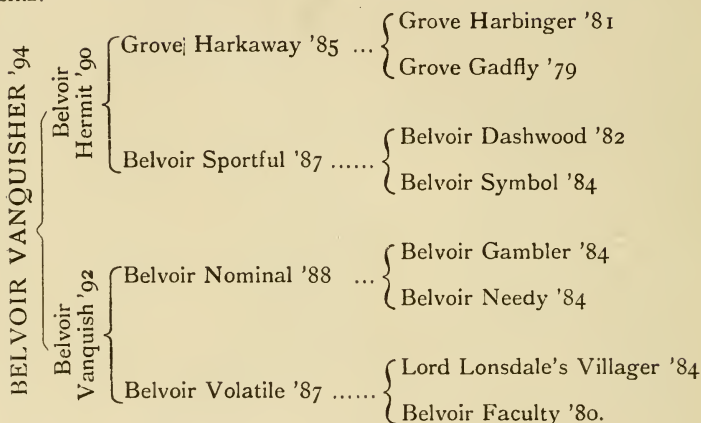 Grove Harbinger '81
Grove Harkaway '85 ...
Grove Gadfly '79
Belvoir
Hermit '90
Belvoir Dashwood '82
Belvoir Sportful '87 ......
Belvoir Symbol '84
BELVOIR VANQUISHER '94
Belvoir Gambler '84
Belvoir Nominal '88 ...
Belvoir Needy '84
Belvoir
Vanquish '92
Lord Lonsdale's Villager '84
Belvoir Volatile '87 ......
Belvoir Faculty '80.